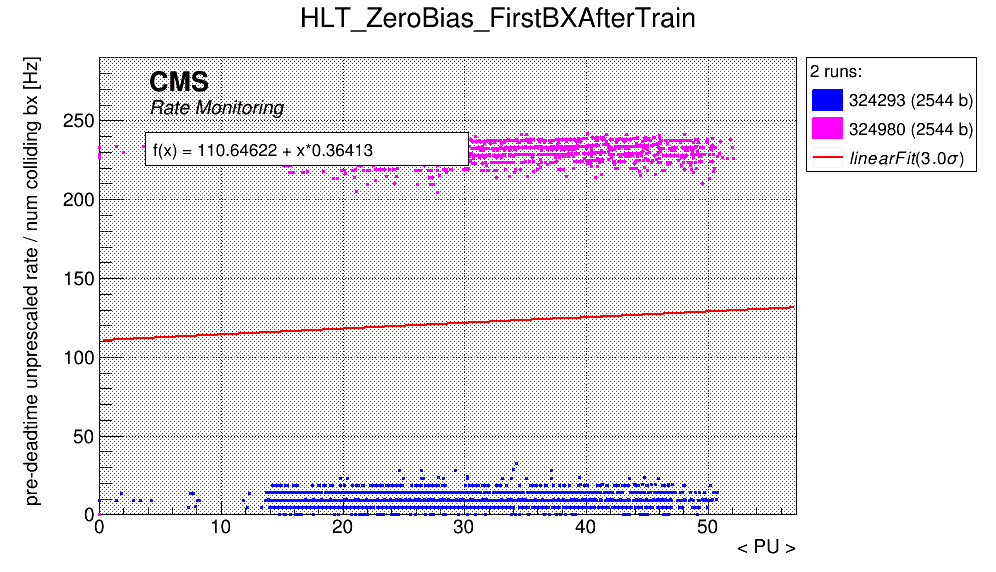 HLT_ZeroBias_FirstBXAfterTrain
pre-deadtime unprescaled rate / num colliding bx [Hz]
CMS
Rate Monitoring
f(x) = 110.64622 + x*0.36413
2 runs:
324293 (2544 b)
324980 (2544 b)
linearFit(3.0σ)
250
200
150
100
50
0
0 10 20 30 40 50
< PU >